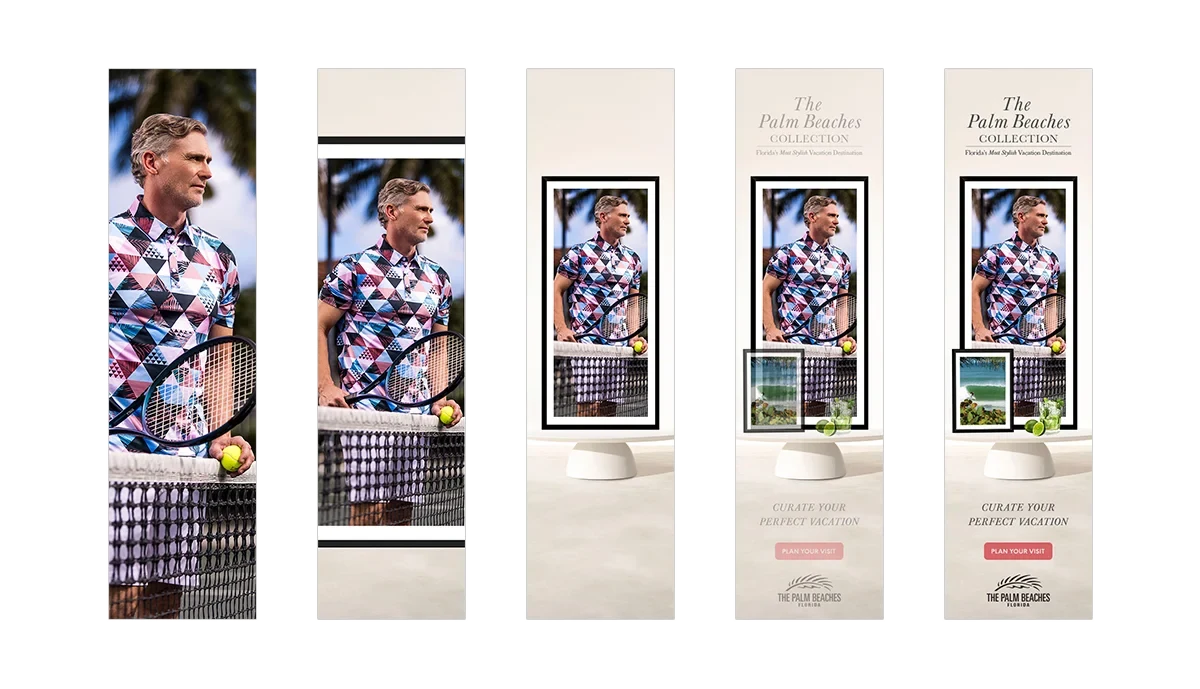 The
Palm Beaches
COLLECTION
Florida's Most Stylish Vacation Destination
CURATE YOUR
PERFECT VACATION
PLAN YOUR VISIT
THE PALM BEACHES
FLORIDA
The
Palm Beaches
COLLECTION
Florida's Most Stylish Vacation Destination
CURATE YOUR
PERFECT VACATION
PLAN YOUR VISIT
THE PALM BEACHES
FLORIDA